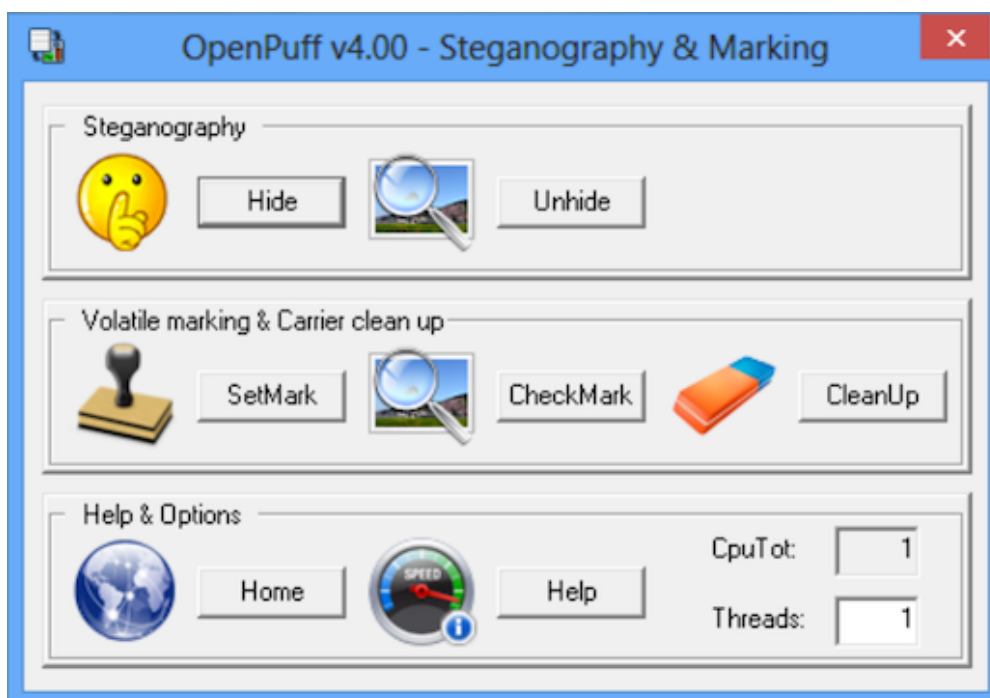 OpenPuff v4.00 - Steganography & Marking
Steganography
Hide
Unhide
Volatile marking & Carrier clean up
SetMark
CheckMark
CleanUp
Help & Options
Home
SPEED
Help
CpuTot: 1
Threads: 1